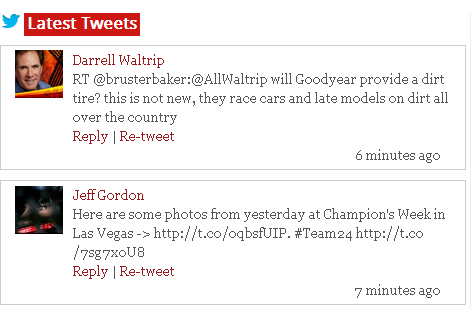 Latest Tweets
Darrell Waltrip
RT @brusterbaker:@AllWaltrip will Goodyear provide a dirt
tire? this is not new, they race cars and late models on dirt all
over the country
Reply | Re-tweet
6 minutes ago
Jeff Gordon
Here are some photos from yesterday at Champion's Week in
Las Vegas -> http://t.co/oqbsfUIP. #Team24 http://t.co
/7sg7xoU8
Reply | Re-tweet
7 minutes ago